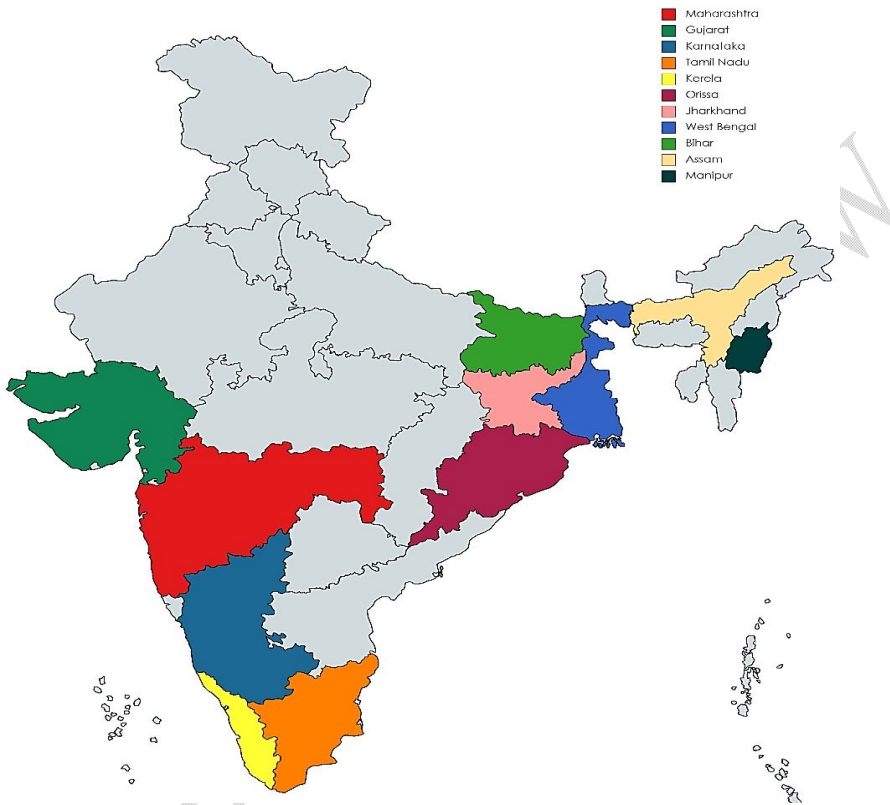 Maharashtra
Gujarat
Karnataka
Tamil Nadu
Kerela
Orissa
Jharkhand
West Bengal
Bihar
Assam
Manipur
W